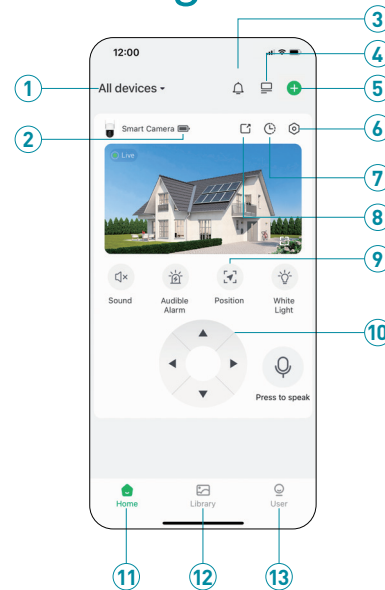 3
12:00
4
1
All devices
5
Smart Camera
2
6
Live
7
8
9
Sound
Audible
Alarm
Position
White
Light
10
Press to speak
Home
Library
User
11
12
13